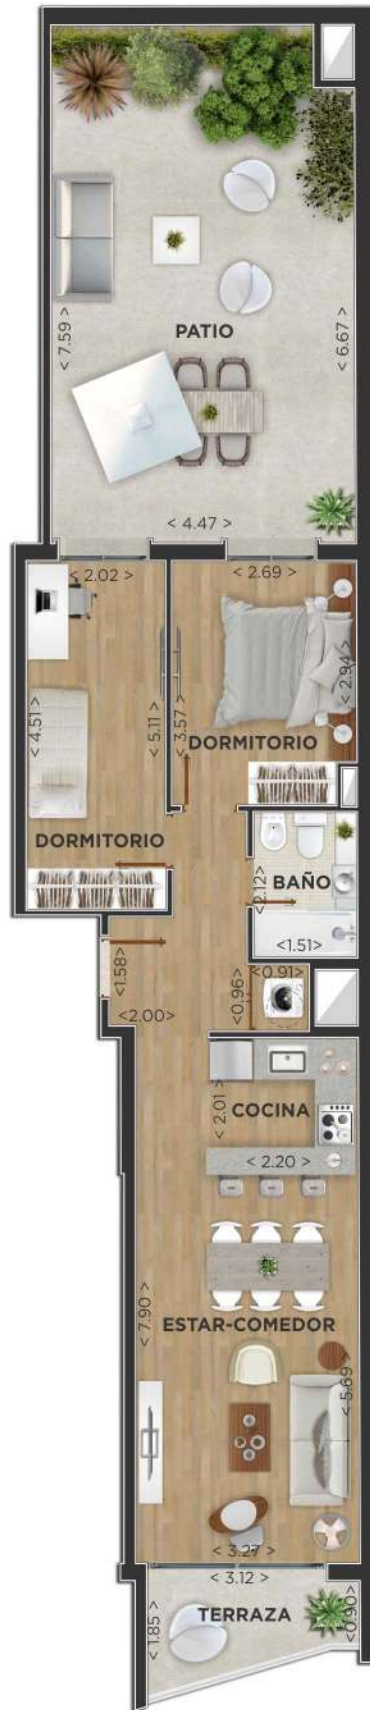 PATIO
< 7.59 >
< 6.67 >
< 4.47 >
< 2.02 >
< 2.69 >
< 4.51 >
< 5.11 >
< 3.57 >
< 2.94 >
DORMITORIO
DORMITORIO
BAÑO
<2.12>
<1.51>
<1.58>
<2.00>
<0.96>
<0.91>
COCINA
< 2.01 >
< 2.20 >
ESTAR-COMEDOR
< 7.90 >
< 5.69 >
< 3.27 >
< 3.12 >
TERRAZA
<1.85>
<0.90>